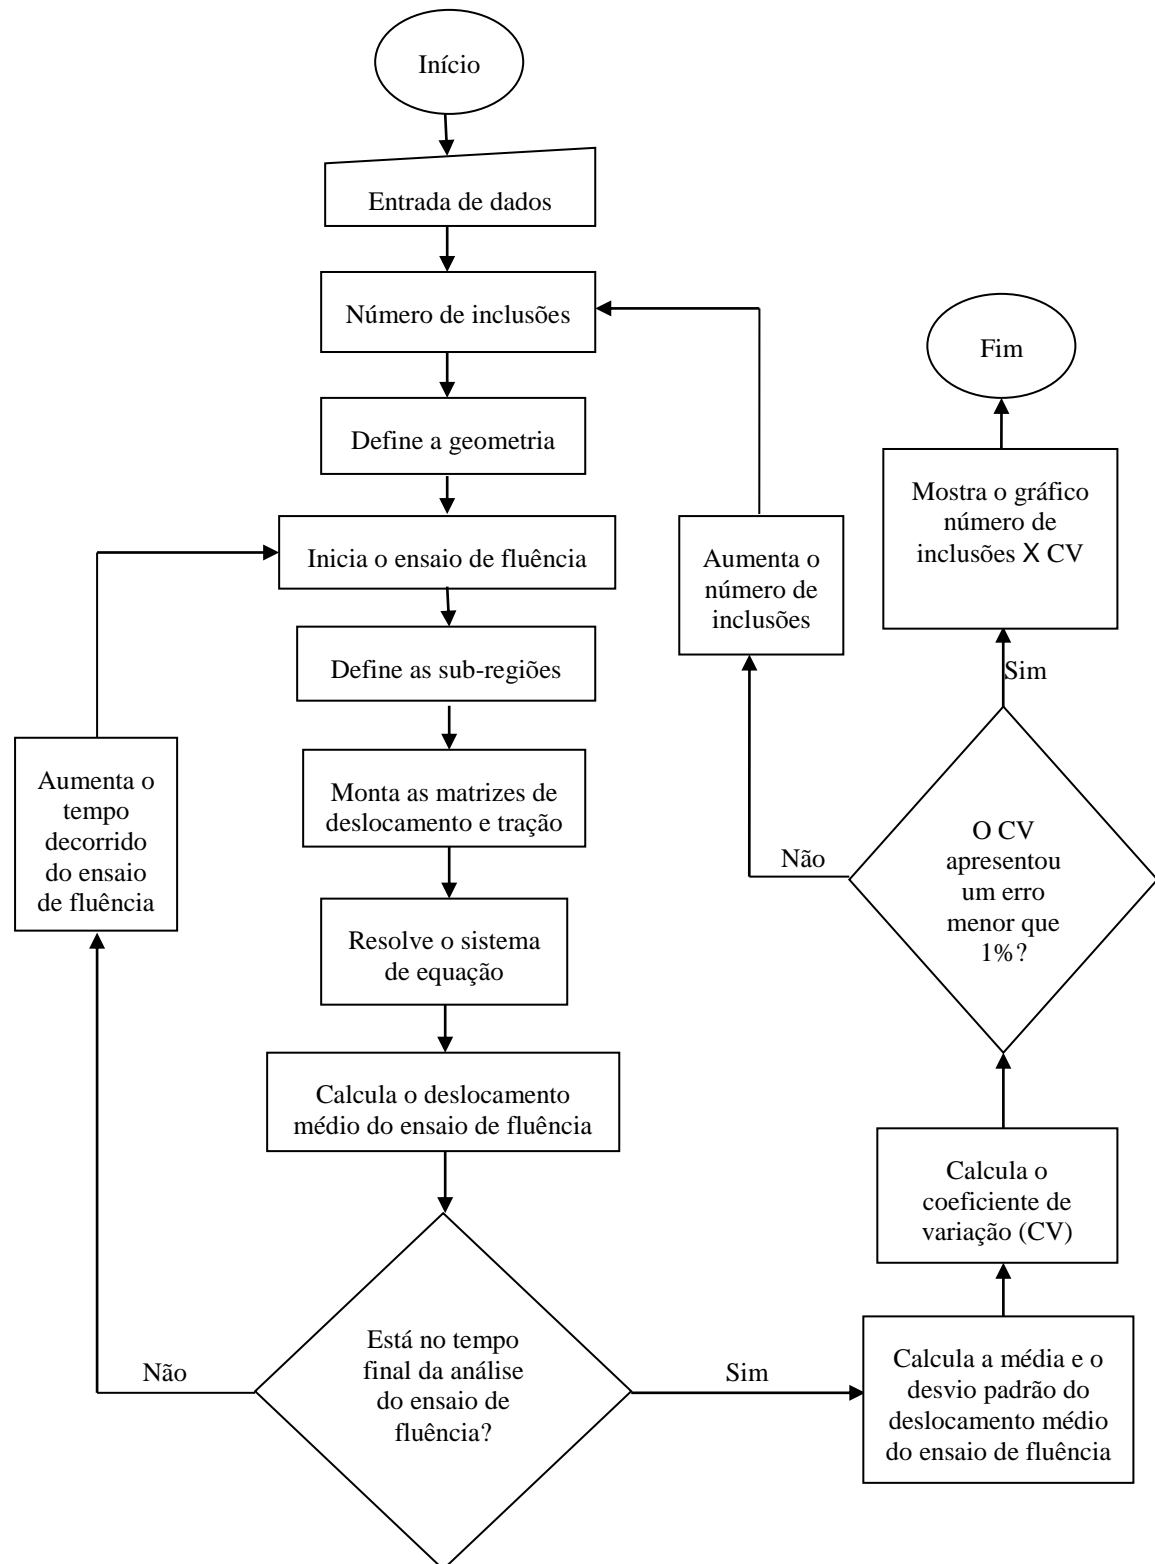 Início
Entrada de dados
Número de inclusões
Define a geometria
Inicia o ensaio de fluência
Define as sub-regiões
Monta as matrizes de
deslocamento e tração
Resolve o sistema
de equação
Calcula o deslocamento
médio do ensaio de fluência
Está no tempo
final da análise
do ensaio de
fluência?
Não
Aumenta o
tempo
decorrido
do ensaio
de fluência
Sim
Calcula a média e o
desvio padrão do
deslocamento médio
do ensaio de fluência
Calcula o
coeficiente de
variação (CV)
O CV
apresentou
um erro
menor que
1%?
Não
Aumenta o
número de
inclusões
Sim
Mostra o gráfico
número de
inclusões X CV
Fim